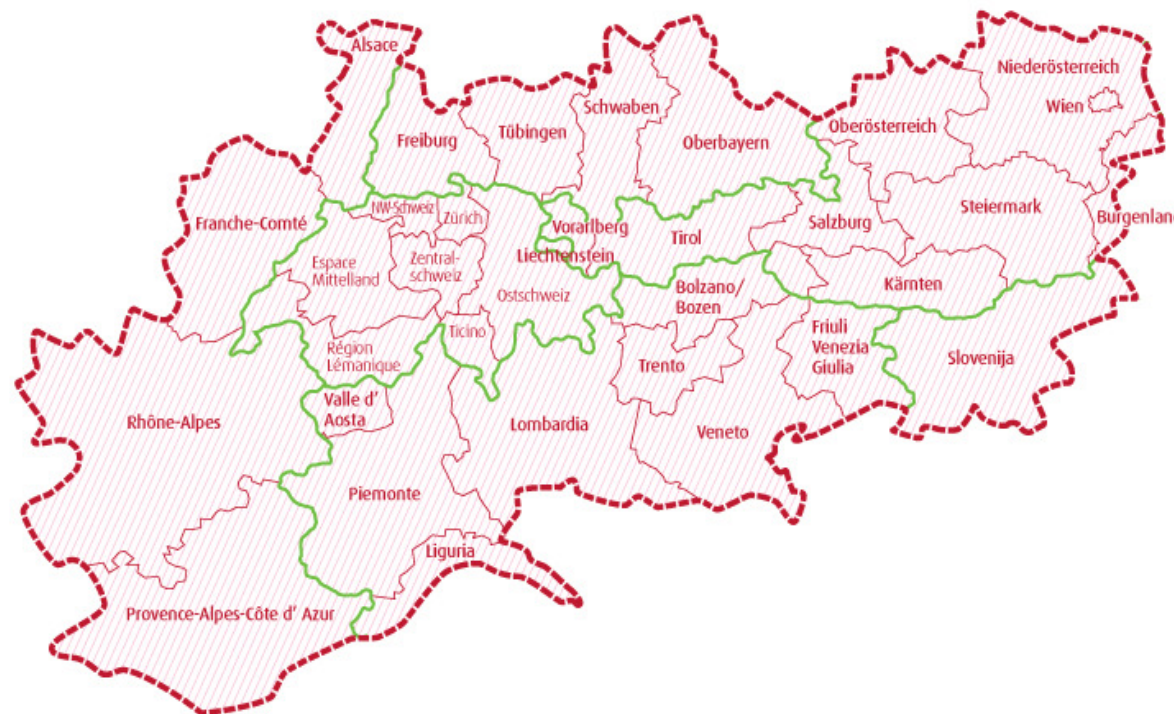 Alsace
Niederösterreich
Schwaben
Wien
Tübingen
Oberösterreich
Freiburg
Oberbayern
NW-Schweiz
Zürich
Franche-Comté
Vorarlberg
Salzburg
Steiermark
Burgenland
Tirol
Espace
Mittelland
Zentral-
schweiz
Liechtenstein
Ostschweiz
Bolzano/
Bozen
Kärnten
Ticino
Friuli
Venezia
Giulia
Région
Lémanique
Trento
Slovenija
Valle d'
Aosta
Rhône-Alpes
Lombardia
Veneto
Piemonte
Liguria
Provence-Alpes-Côte d' Azur